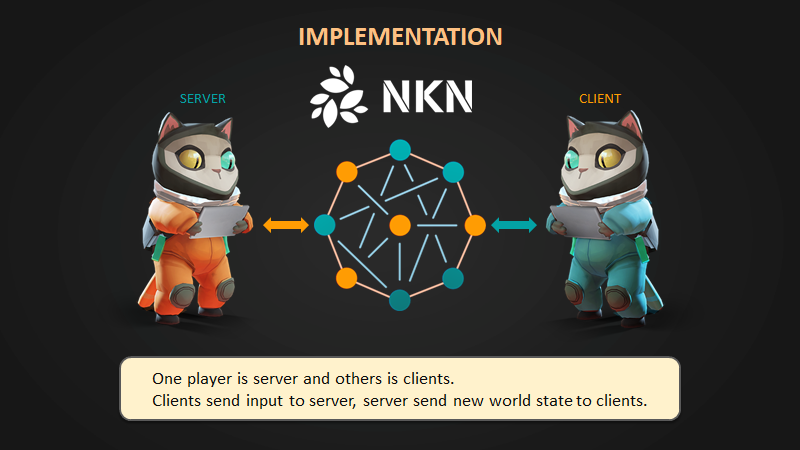 IMPLEMENTATION
NKN
SERVER
CLIENT
One player is server and others is clients.
Clients send input to server, server send new world state to clients.